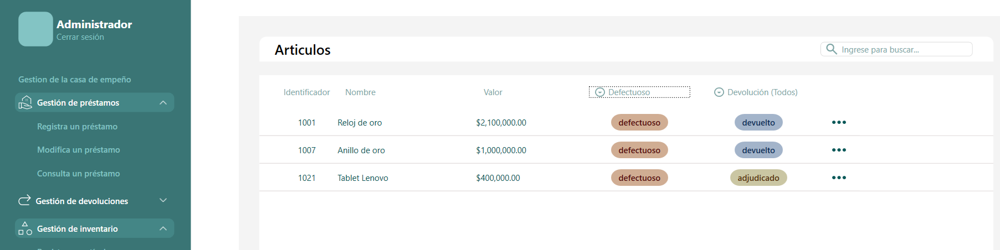 Administrador
Cerrar sesión
Gestion de la casa de empeño
Gestión de préstamos
Registra un préstamo
Modifica un préstamo
Consulta un préstamo
Gestión de devoluciones
Gestión de inventario
Articulos
Ingrese para buscar...
Identificador Nombre Valor Defectuoso Devolución (Todos)
1001 Reloj de oro $2,100,000.00 defectuoso devuelto
1007 Anillo de oro $1,000,000.00 defectuoso devuelto
1021 Tablet Lenovo $400,000.00 defectuoso adjudicado